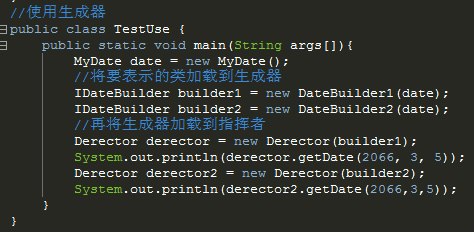 //使用生成器
public class TestUse {
public static void main(String args[]){
MyDate date = new MyDate();
//将要表示的类加载到生成器
IDateBuilder builder1 = new DateBuilder1(date);
IDateBuilder builder2 = new DateBuilder2(date);
//再将生成器加载到指挥者
Derector derector = new Derector(builder1);
System.out.println(derector.getDate(2066, 3, 5));
Derector derector2 = new Derector(builder2);
System.out.println(derector2.getDate(2066,3,5));
}
}